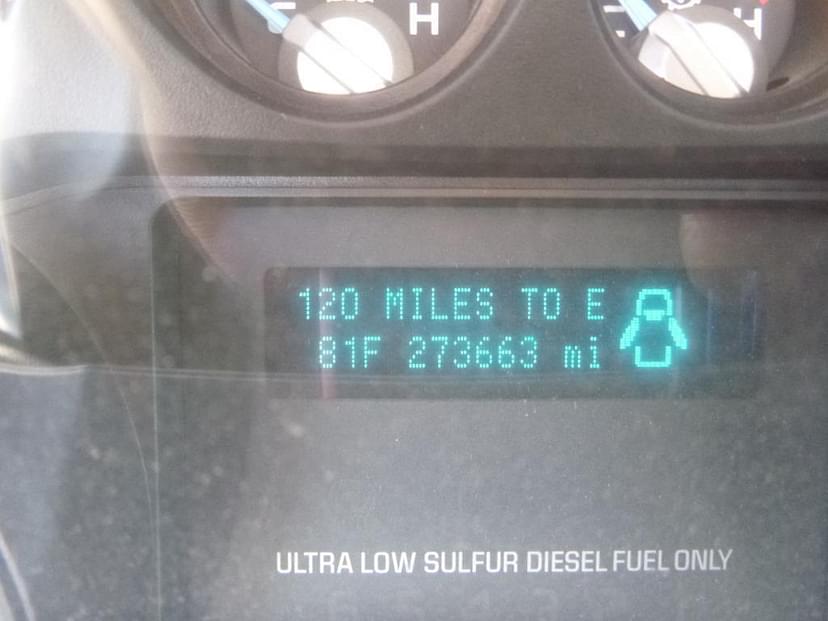 C H H
120 MILES TO E
81F 273663 mi
ULTRA LOW SULFUR DIESEL FUEL ONLY